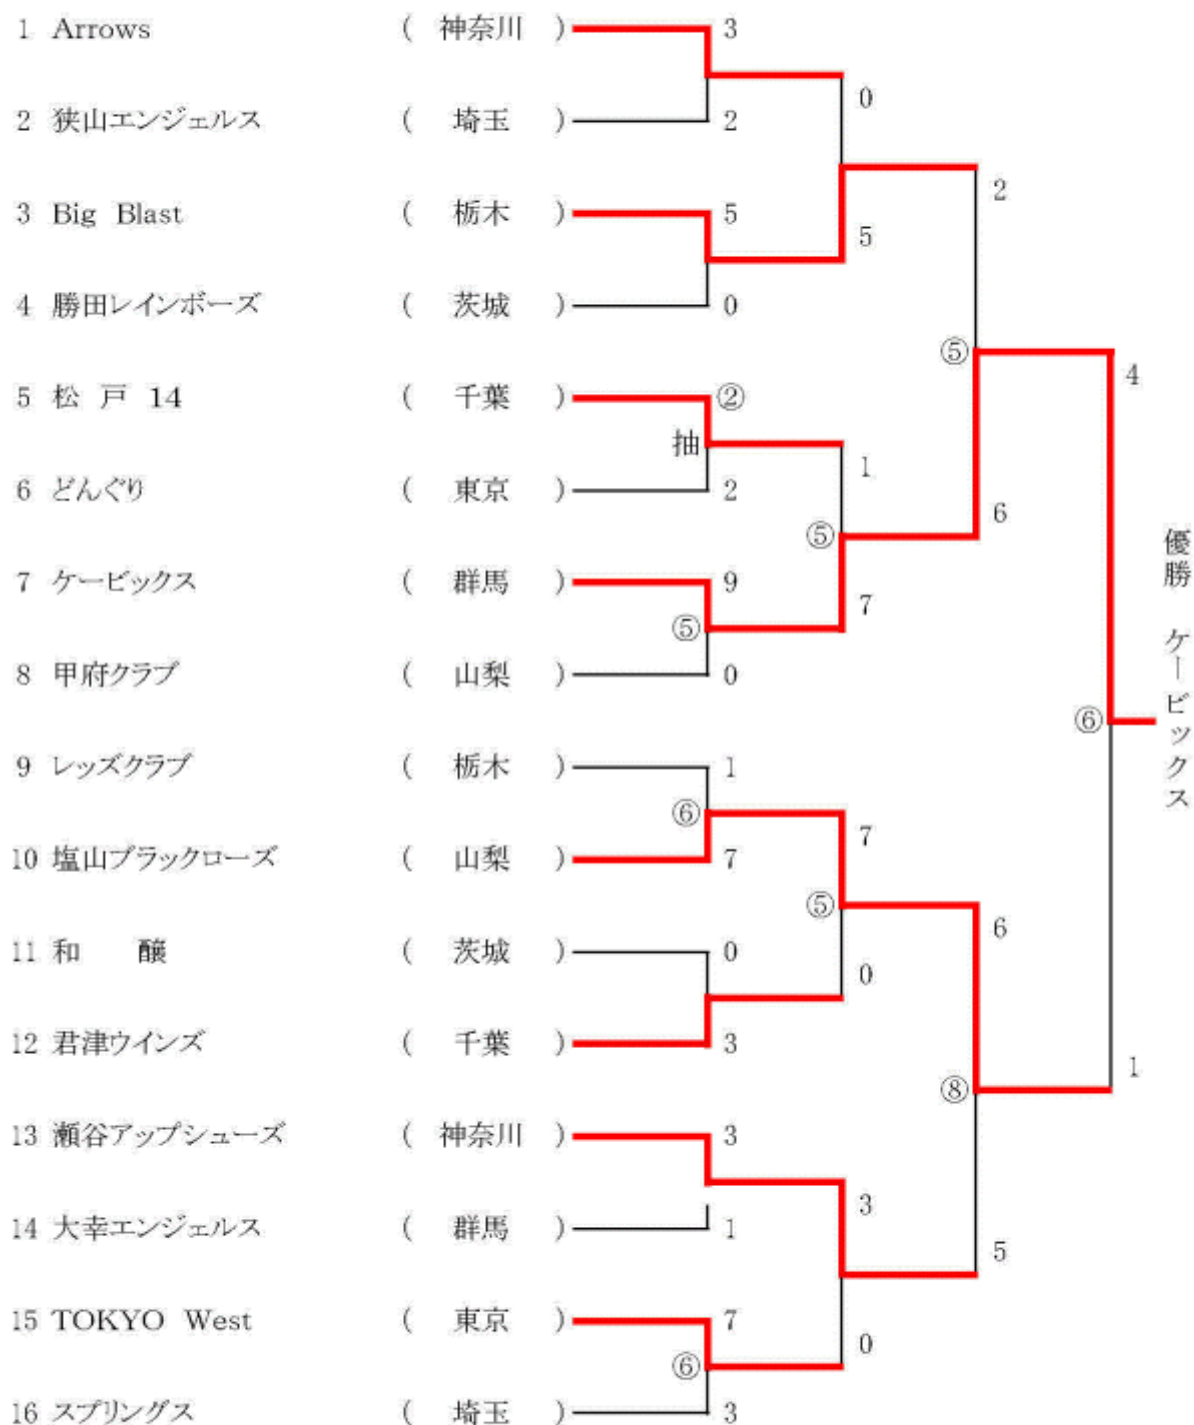 1 Arrows ( 神奈川 ) 3
0
2 狭山エンジェルス ( 埼玉 ) 2
2
3 Big Blast ( 栃木 ) 5
5
4 勝田レインボーズ ( 茨城 ) 0
⑤
4
5 松 戸 14 ( 千葉 ) ②
抽
1
6 どんぐり ( 東京 ) 2
6
⑤
7 ケービックス ( 群馬 ) 9
7
⑤
8 甲府クラブ ( 山梨 ) 0
⑥
優勝 ケービックス
9 レッズクラブ ( 栃木 ) 1
⑥
7
10 塩山ブラックローズ ( 山梨 ) 7
⑤
6
11 和 醸 ( 茨城 ) 0
0
12 君津ウインズ ( 千葉 ) 3
1
⑧
13 瀬谷アップシューズ ( 神奈川 ) 3
3
14 大幸エンジェルス ( 群馬 ) 1
5
15 TOKYO West ( 東京 ) 7
0
⑥
16 スプリングス ( 埼玉 ) 3